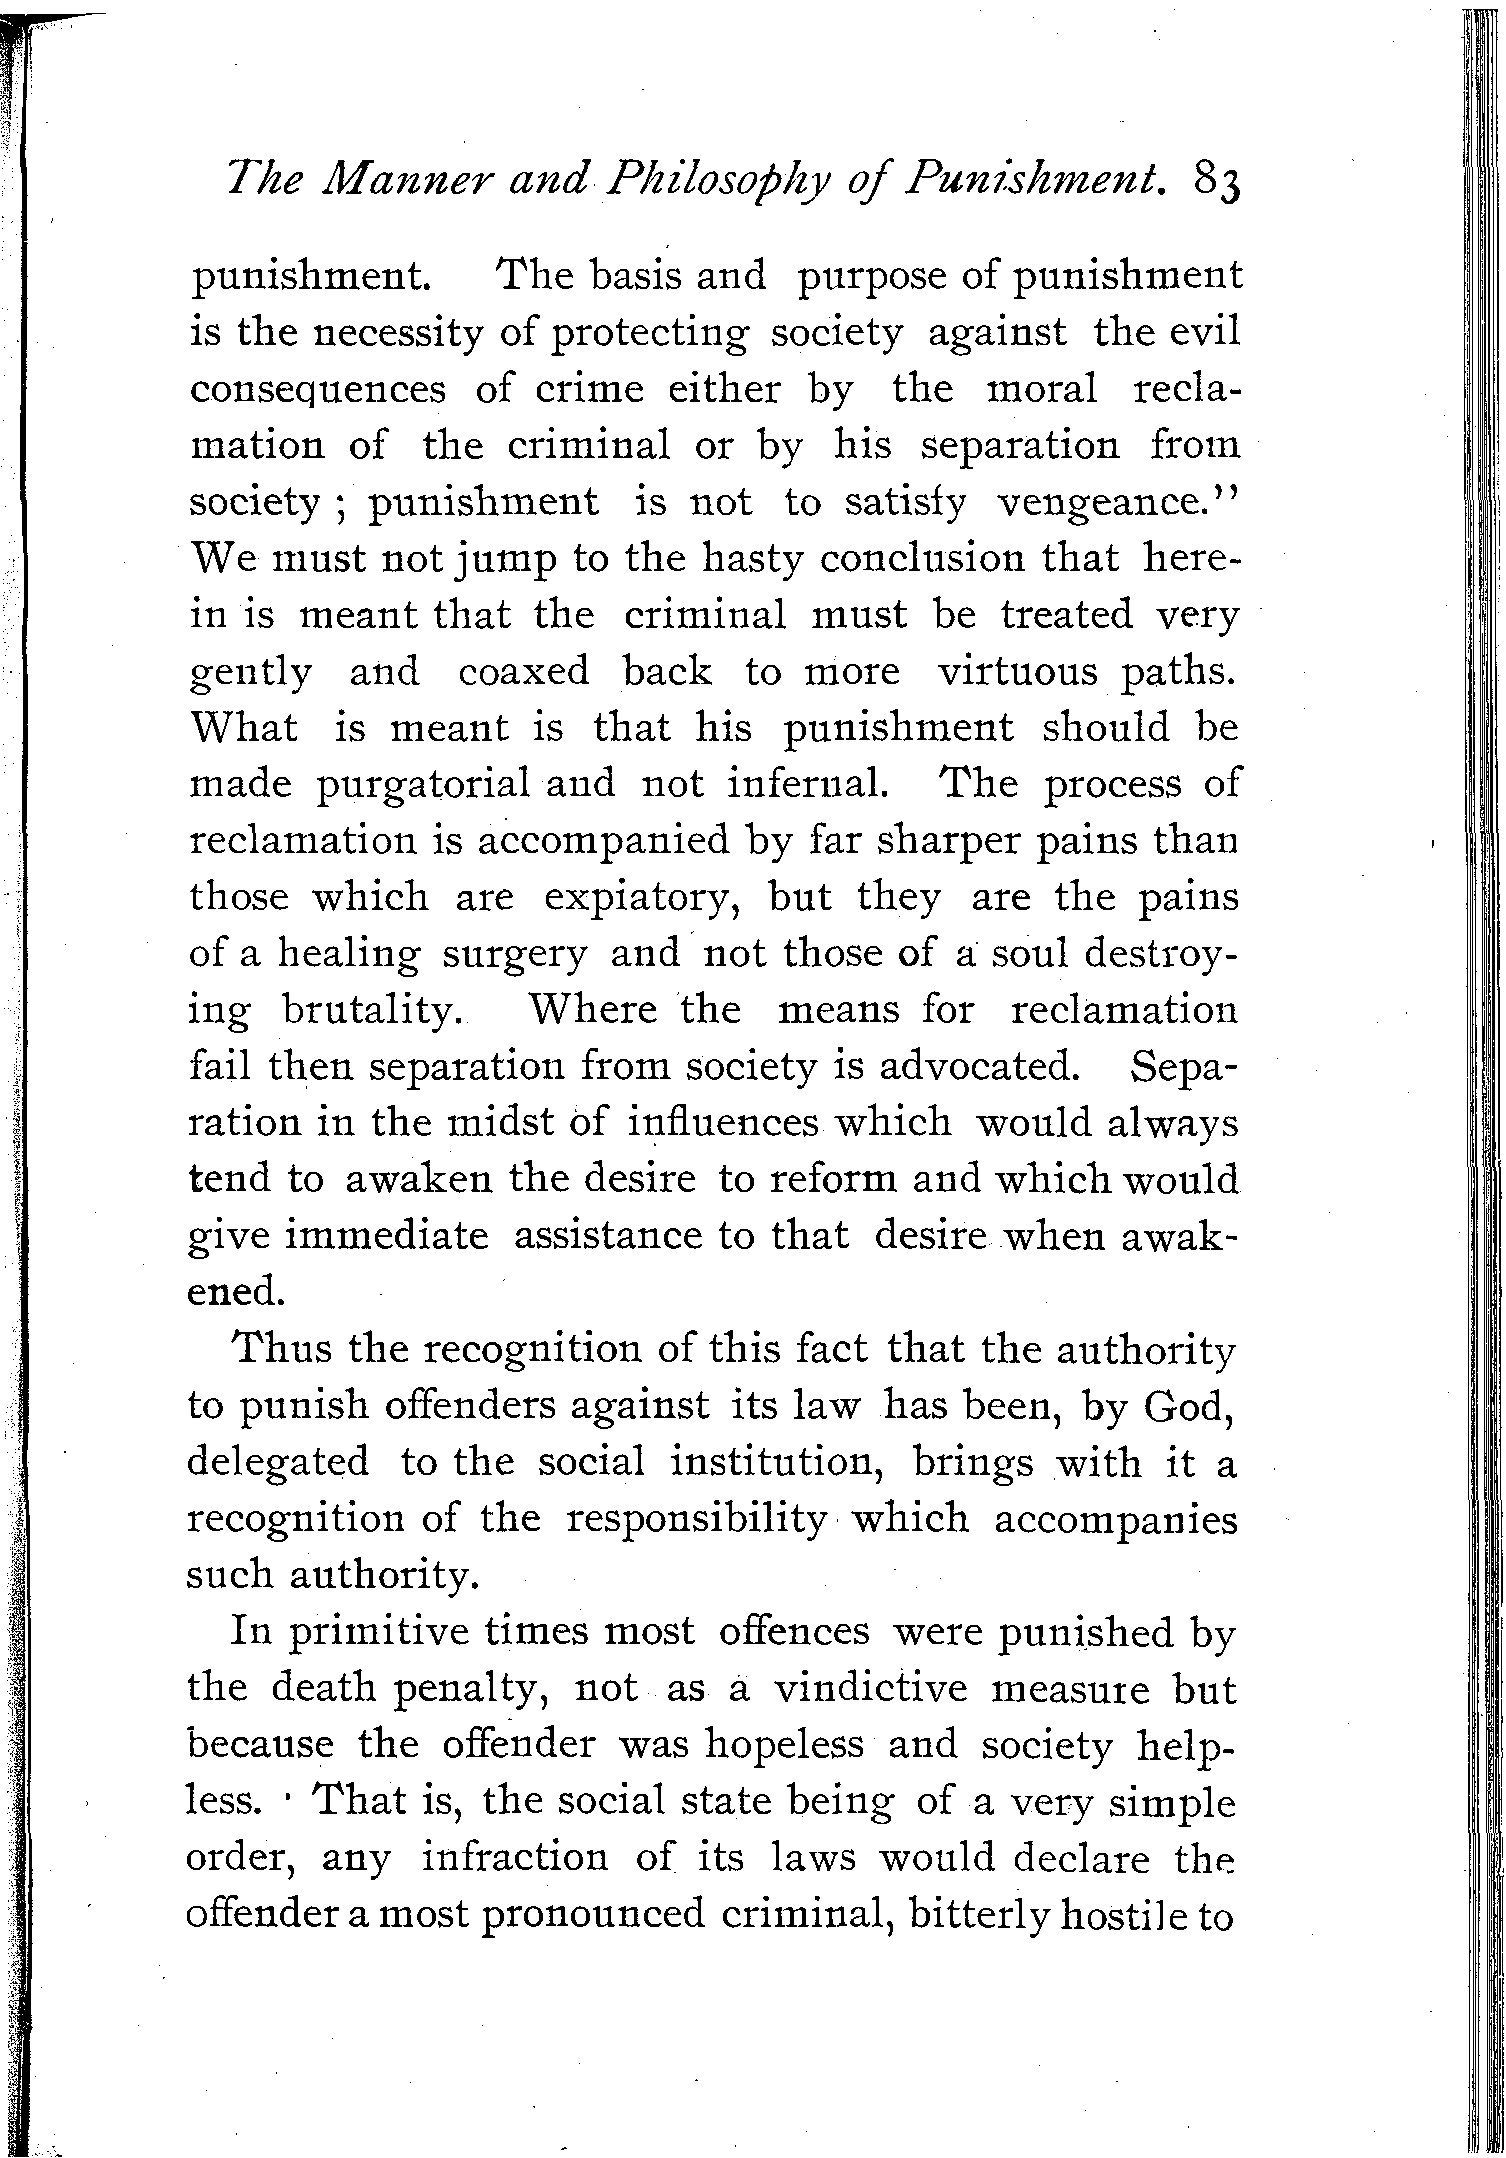 The Manner and Philosophy of Punishment. 83
punishment. The basis and purpose of punishment
is the necessity of protecting society against the evil
consequences of crime either by the moral recla-
mation of the criminal or by his separation from
society ; punishment is not to satisfy vengeance."
We must not jump to the hasty conclusion that here-
in is meant that the criminal must be treated very
gently and coaxed back to more virtuous paths.
What is meant is that his punishment should be
made purgatorial and not infernal. The process of
reclamation is accompanied by far sharper pains than
those which are expiatory, but they are the pains
of a healing surgery and not those of a soul destroy-
ing brutality. Where the means for reclamation
fail then separation from society is advocated. Sepa-
ration in the midst of influences which would always
tend to awaken the desire to reform and which would
give immediate assistance to that desire when awak-
ened.
Thus the recognition of this fact that the authority
to punish offenders against its law has been, by God,
delegated to the social institution, brings with it a
recognition of the responsibility which accompanies
such authority.
In primitive times most offences were punished by
the death penalty, not as a vindictive measure but
because the offender was hopeless and society help-
less. That is, the social state being of a very simple
order, any infraction of its laws would declare the
offender a most pronounced criminal, bitterly hostile to